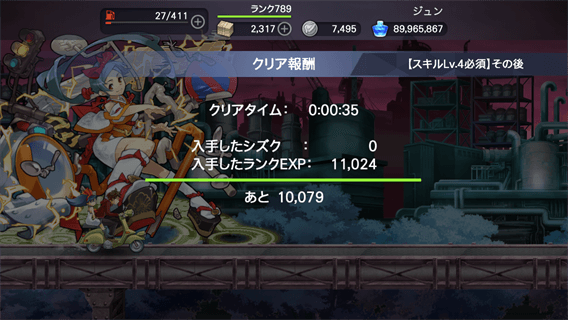 ランク789
ジュン
27/411
2,317
7,495
89,965,867
クリア報酬
【スキルLv.4必須】その後
クリアタイム: 0:00:35
入手したシズク : 0
入手したランクEXP: 11,024
あと 10,079